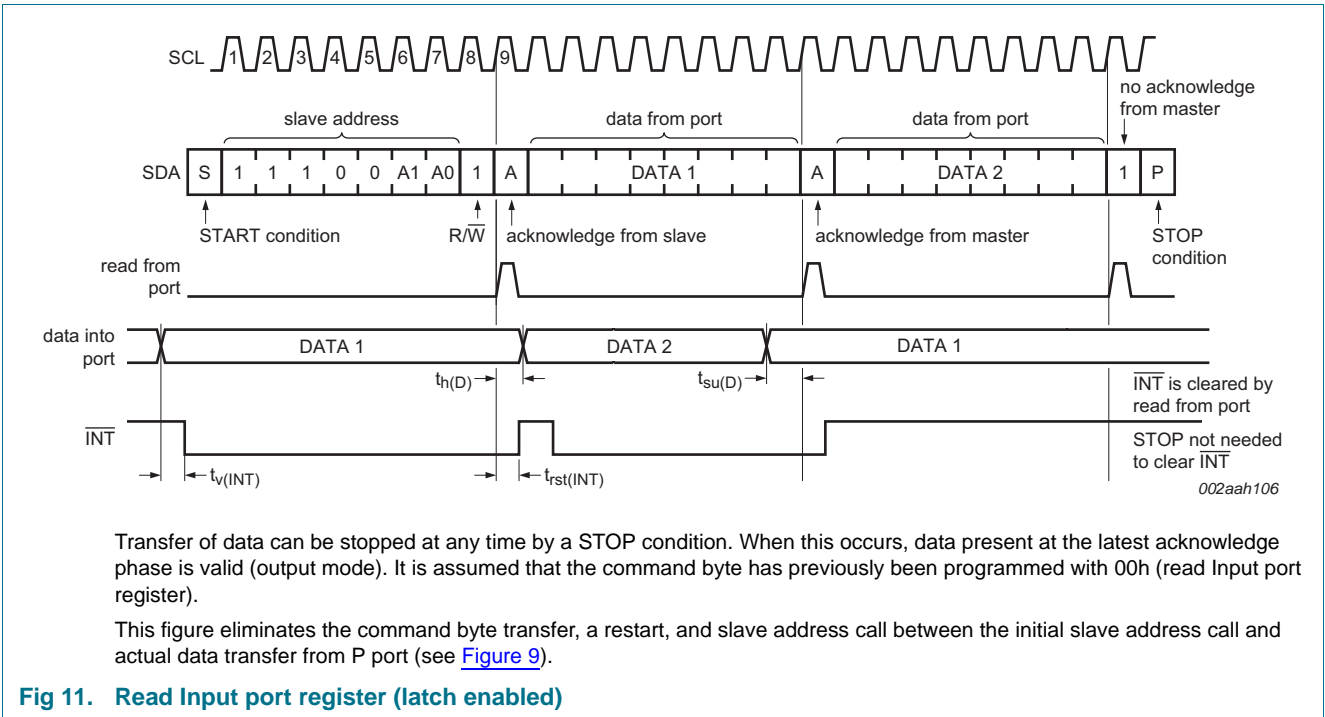 SCL 1 2 3 4 5 6 7 8 9
no acknowledge
from master
slave address data from port data from port
SDA S 1 1 1 0 0 A1 A0 1 A DATA 1 A DATA 2 1 P
START condition R/W acknowledge from slave acknowledge from master STOP
condition
read from
port
data into
port
DATA 1 DATA 2 DATA 1
th(D) tsu(D)
INT is cleared by
read from port
INT
STOP not needed
to clear INT
tv(INT) trst(INT)
002aah106
Transfer of data can be stopped at any time by a STOP condition. When this occurs, data present at the latest acknowledge
phase is valid (output mode). It is assumed that the command byte has previously been programmed with 00h (read Input port
register).
This figure eliminates the command byte transfer, a restart, and slave address call between the initial slave address call and
actual data transfer from P port (see Figure 9).
Fig 11. Read Input port register (latch enabled)